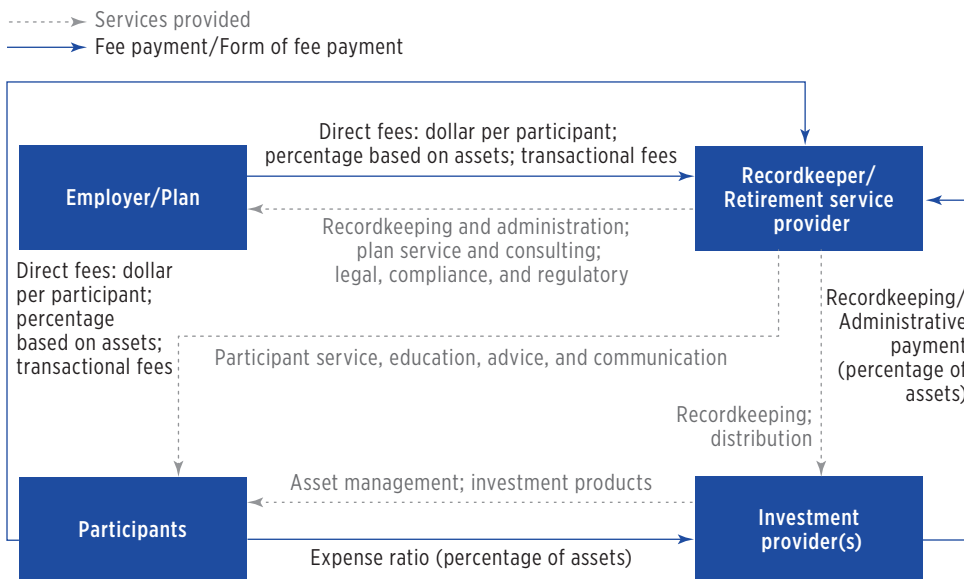 Services provided
Fee payment/Form of fee payment
Direct fees: dollar per participant;
percentage based on assets; transactional fees
Employer/Plan
Recordkeeper/
Retirement service
provider
Recordkeeping and administration;
plan service and consulting;
legal, compliance, and regulatory
Direct fees: dollar
per participant;
percentage
based on assets;
transactional fees
Recordkeeping/
Administrative
payment
(percentage of
assets)
Participant service, education, advice, and communication
Recordkeeping;
distribution
Asset management; investment products
Participants
Investment
provider(s)
Expense ratio (percentage of assets)